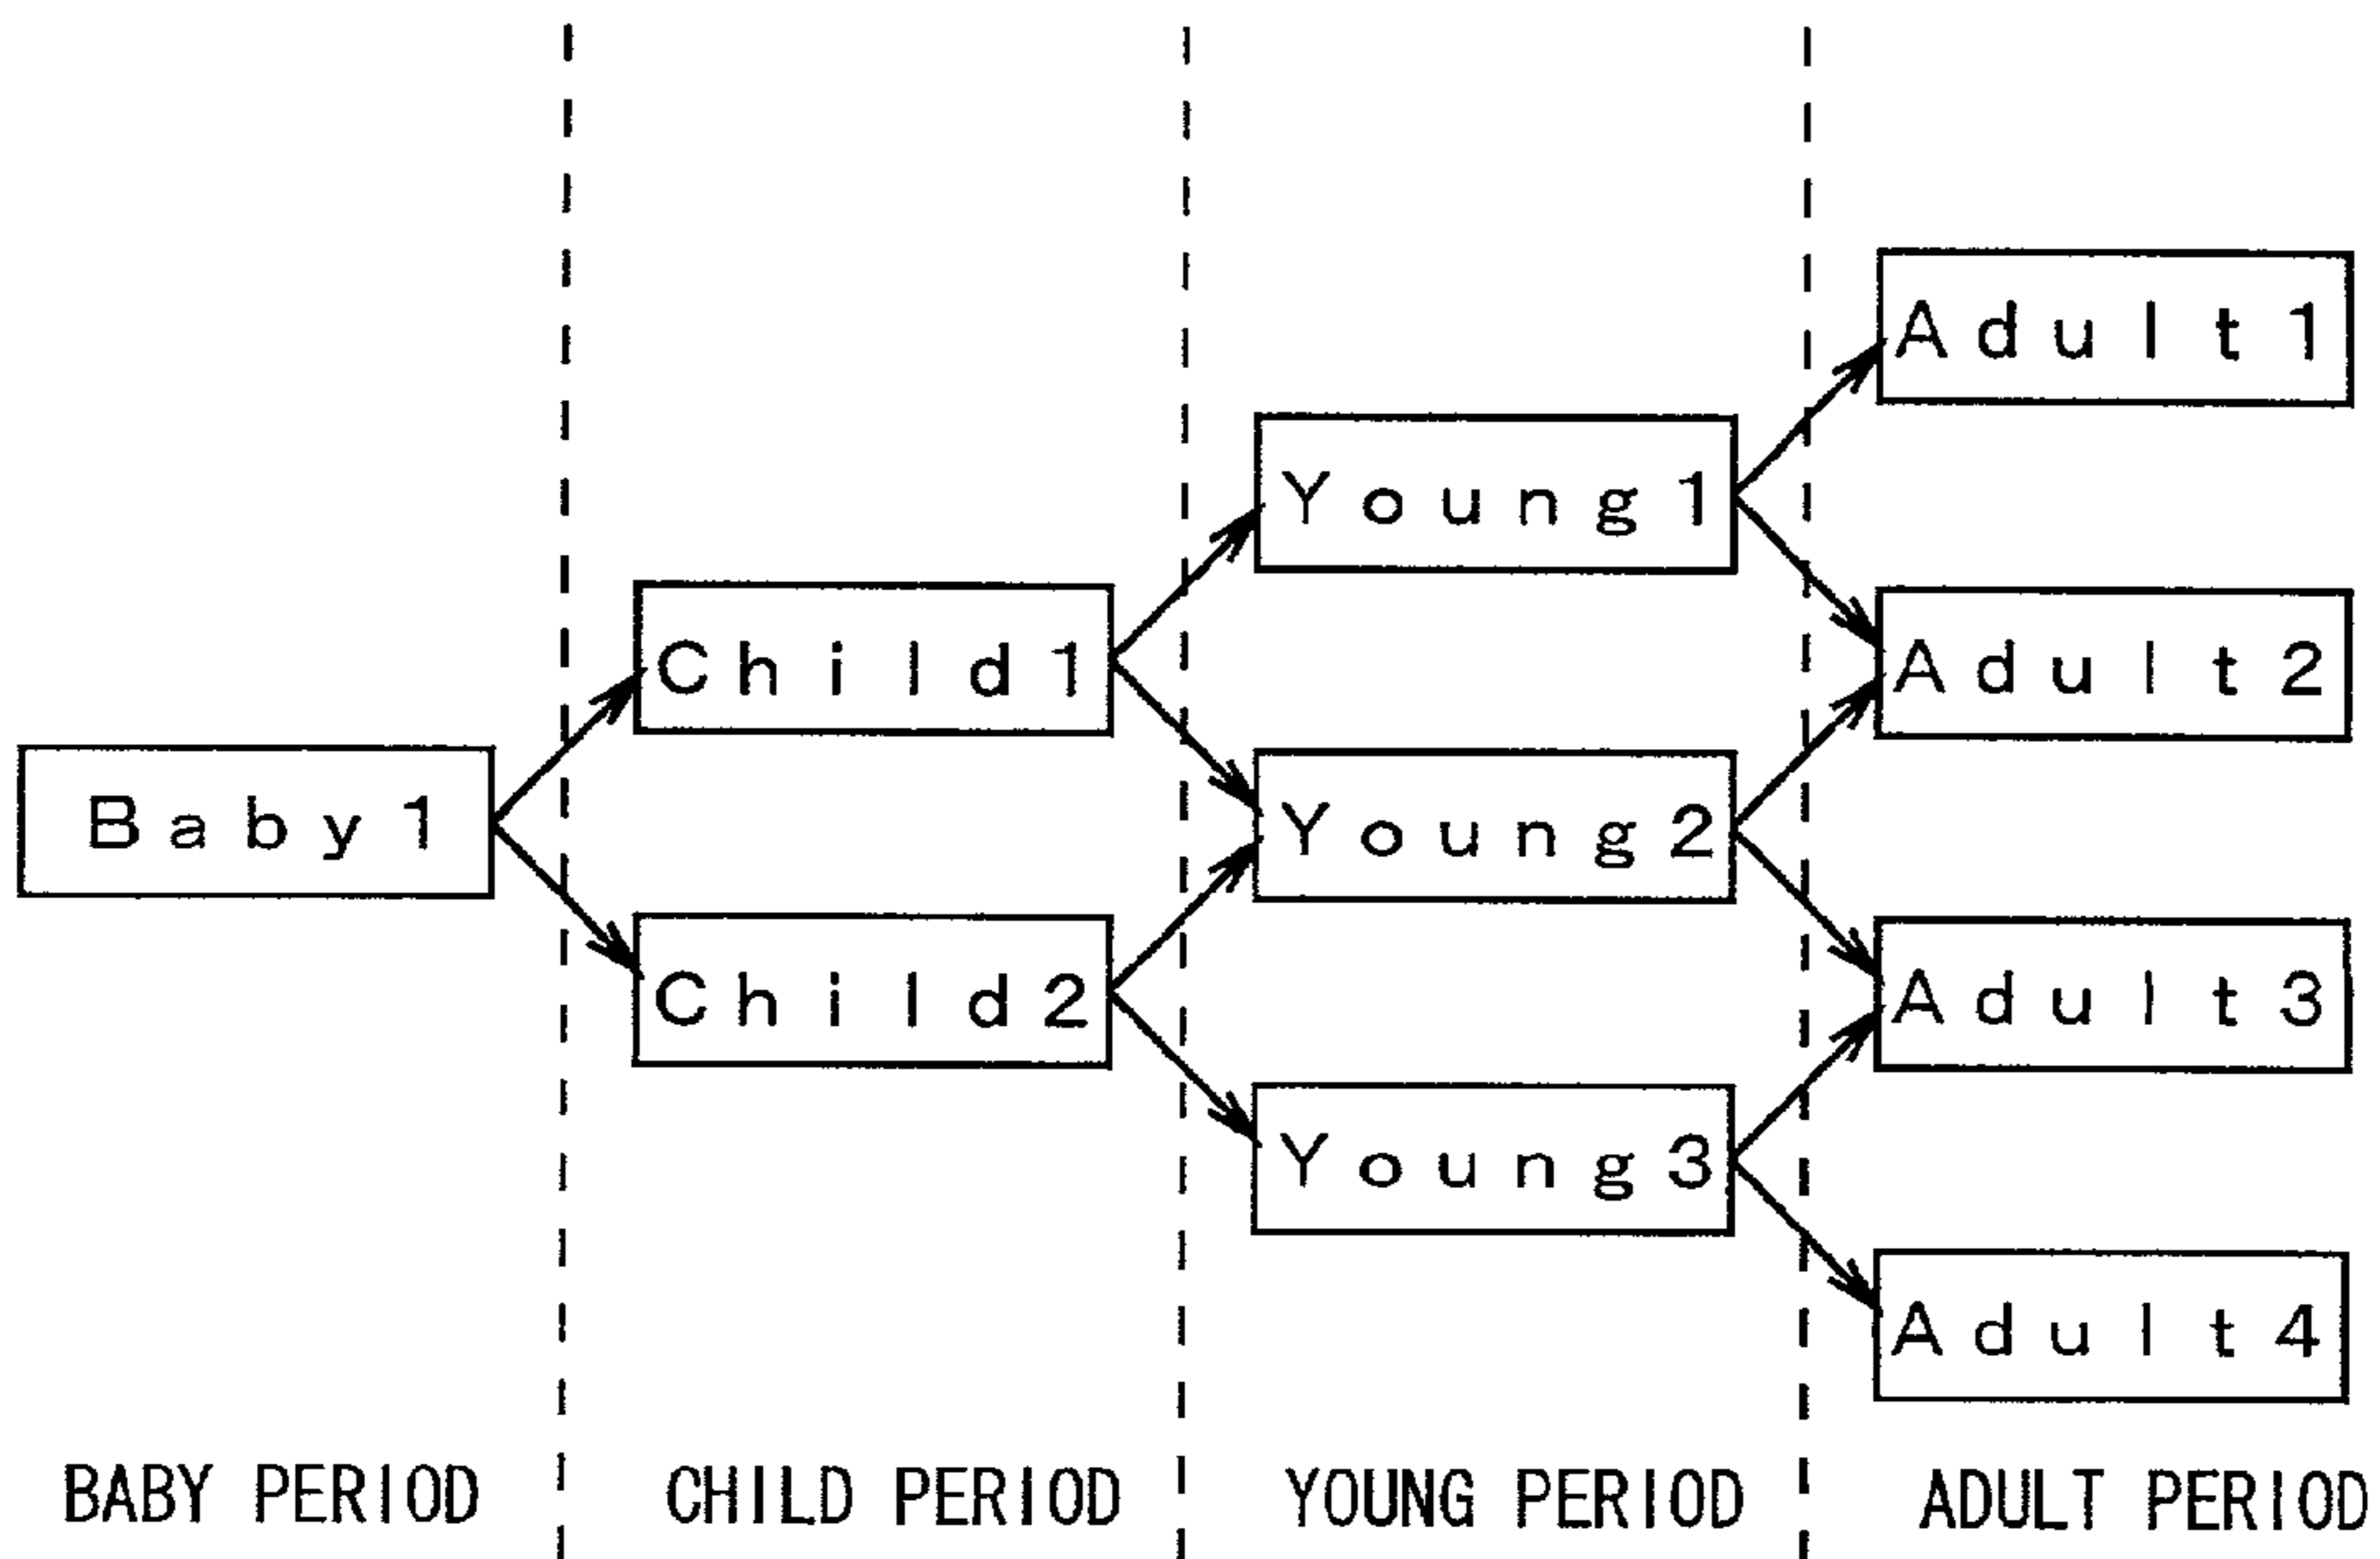 Baby1
Child1
Child2
Young1
Young2
Young3
Adult1
Adult2
Adult3
Adult4
BABY PERIOD
CHILD PERIOD
YOUNG PERIOD
ADULT PERIOD